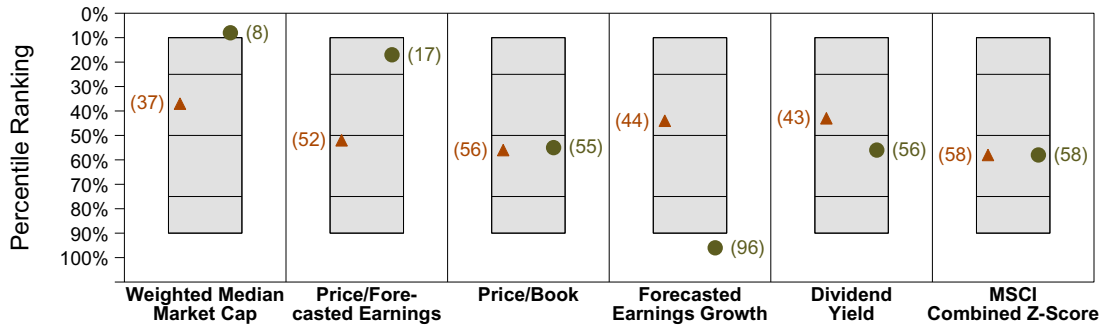 Percentile Ranking
0%
10%
20%
30%
40%
50%
60%
70%
80%
90%
100%
(8)
(37)
(17)
(52)
(56)
(55)
(44)
(96)
(43)
(56)
(58)
(58)
Weighted Median
Market Cap
Price/Fore-
casted Earnings
Price/Book
Forecasted
Earnings Growth
Dividend
Yield
MSCI
Combined Z-Score